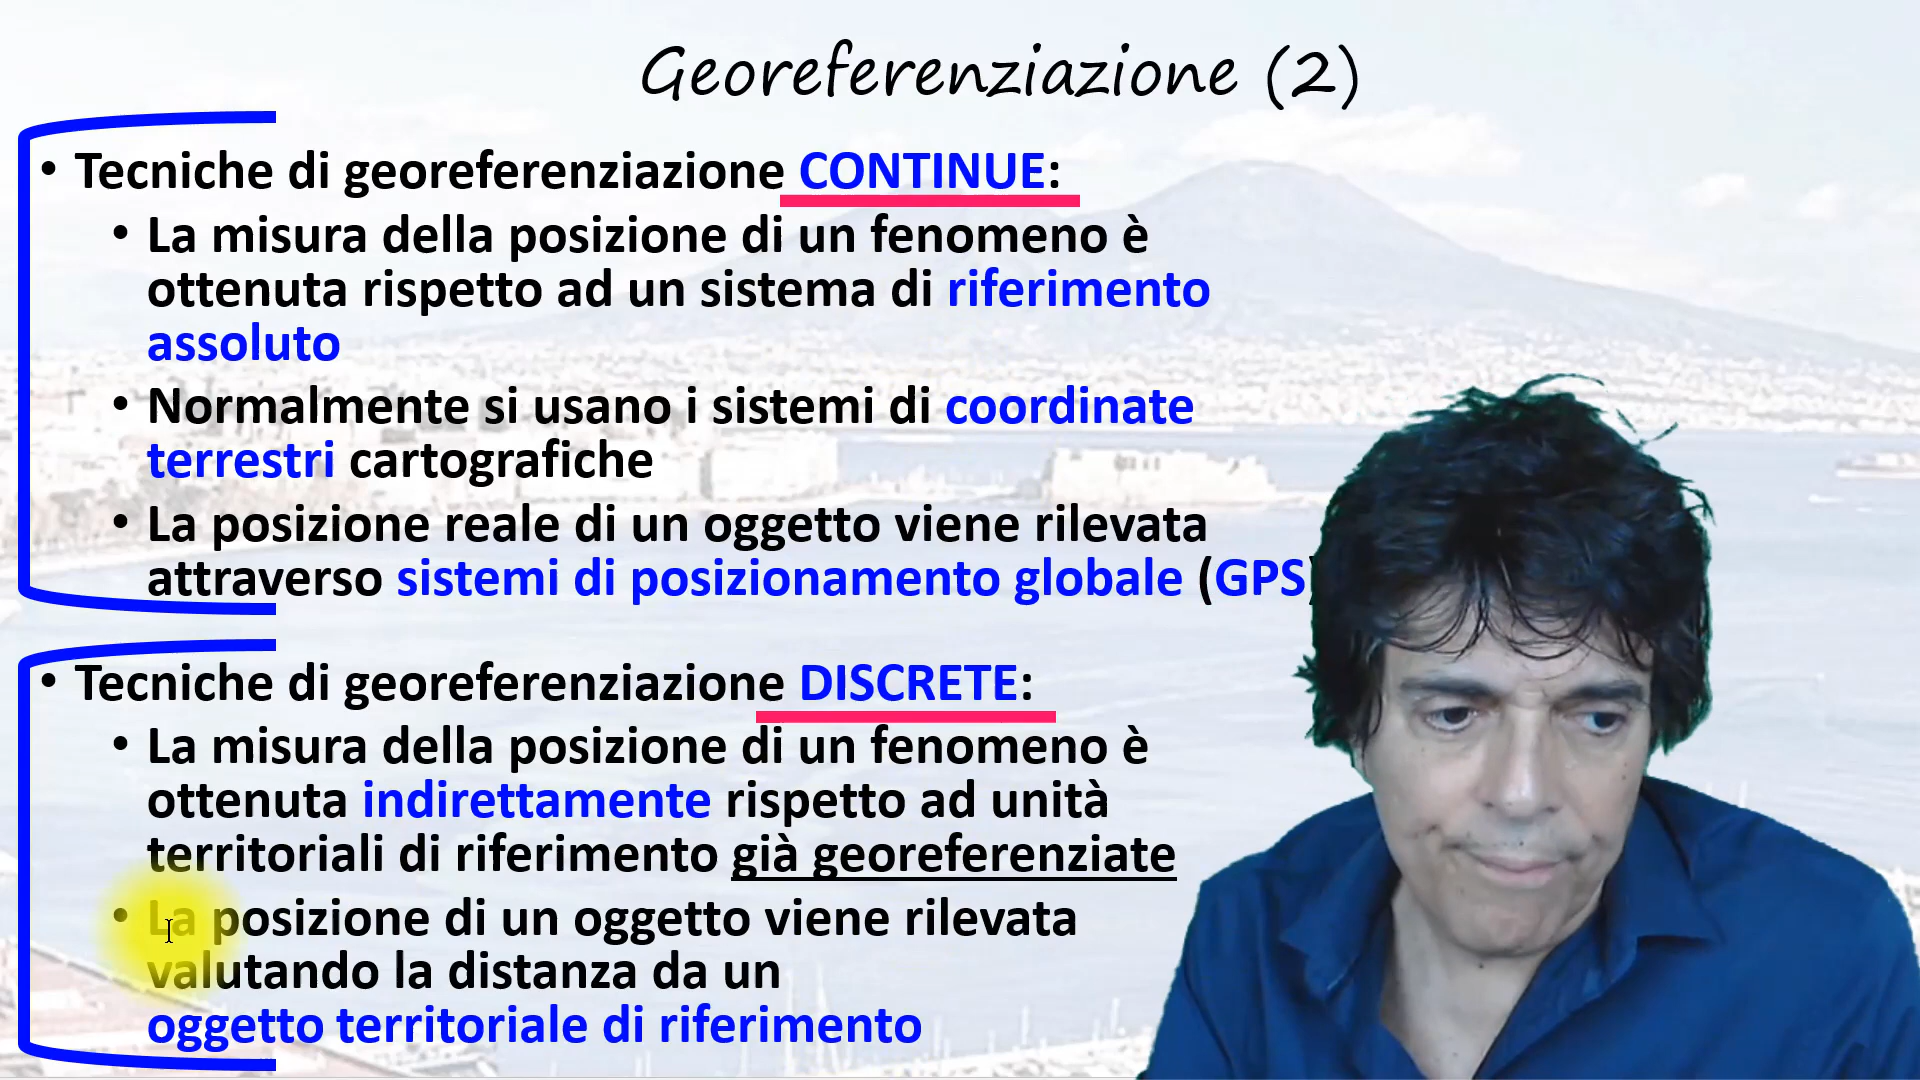 Georeferenziazione (2)
• Tecniche di georeferenziazione CONTINUE:
• La misura della posizione di un fenomeno è
ottenuta rispetto ad un sistema di riferimento
assoluto
• Normalmente si usano i sistemi di coordinate
terrestri cartografiche
• La posizione reale di un oggetto viene rilevata
attraverso sistemi di posizionamento globale (GPS)
• Tecniche di georeferenziazione DISCRETE:
• La misura della posizione di un fenomeno è
ottenuta indirettamente rispetto ad unità
territoriali di riferimento già georeferenziate
• La posizione di un oggetto viene rilevata
valutando la distanza da un
oggetto territoriale di riferimento